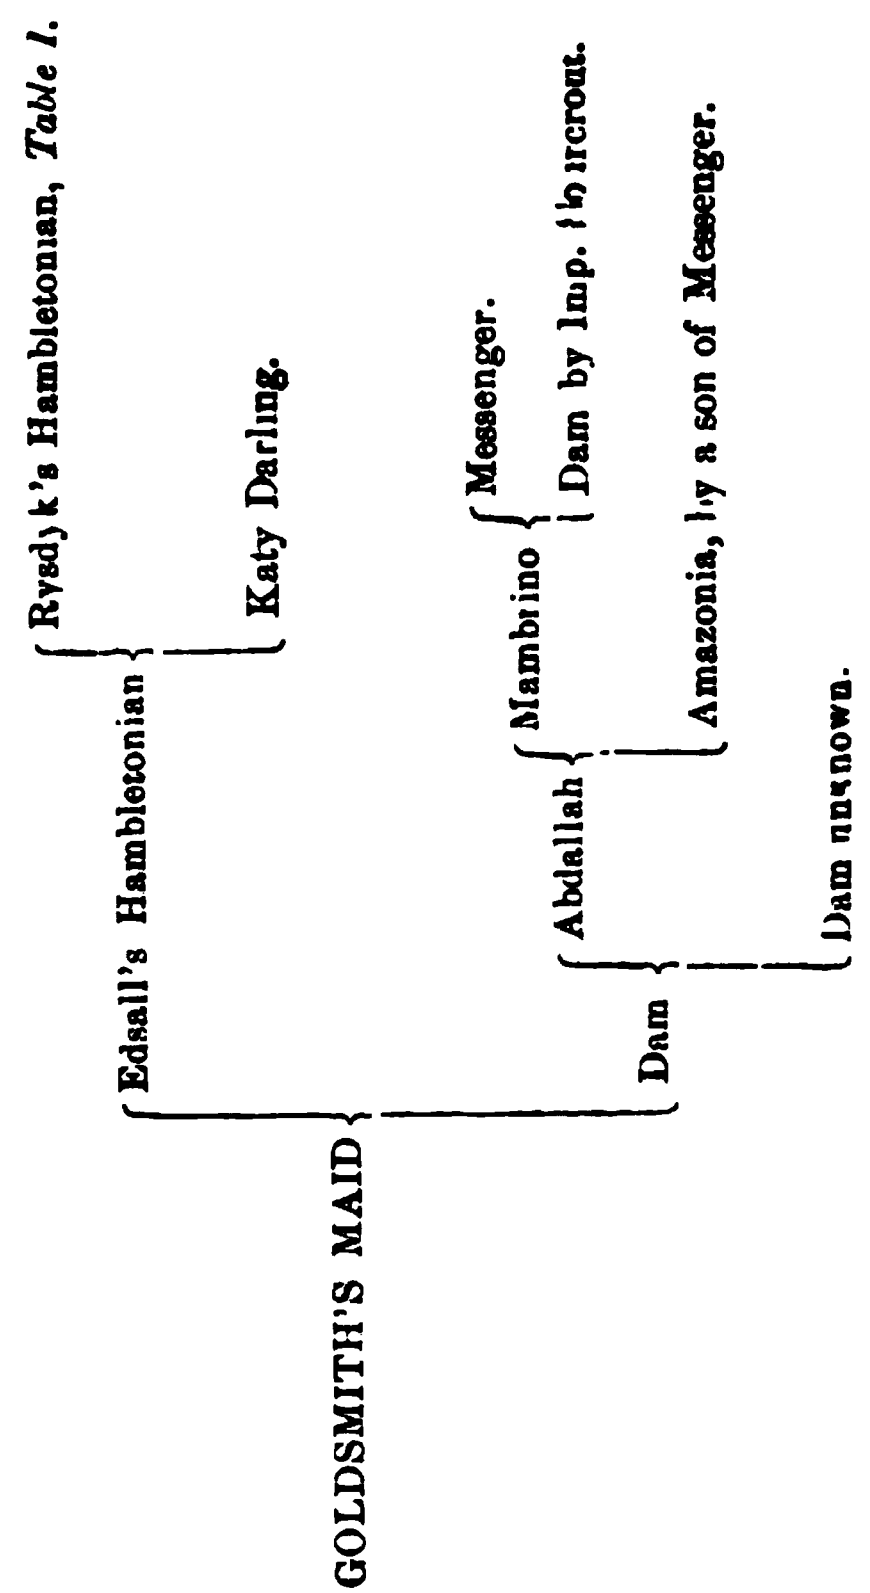 Rysdyk's Hambletonian, Table 1.
Edsall's Hambletonian
Katy Darling.
GOLDSMITH'S MAID
Messenger.
Mambrino
Dam by Imp.
Abdallah
Amazonia, by a son of Messenger.
Dam
Dam unknown.